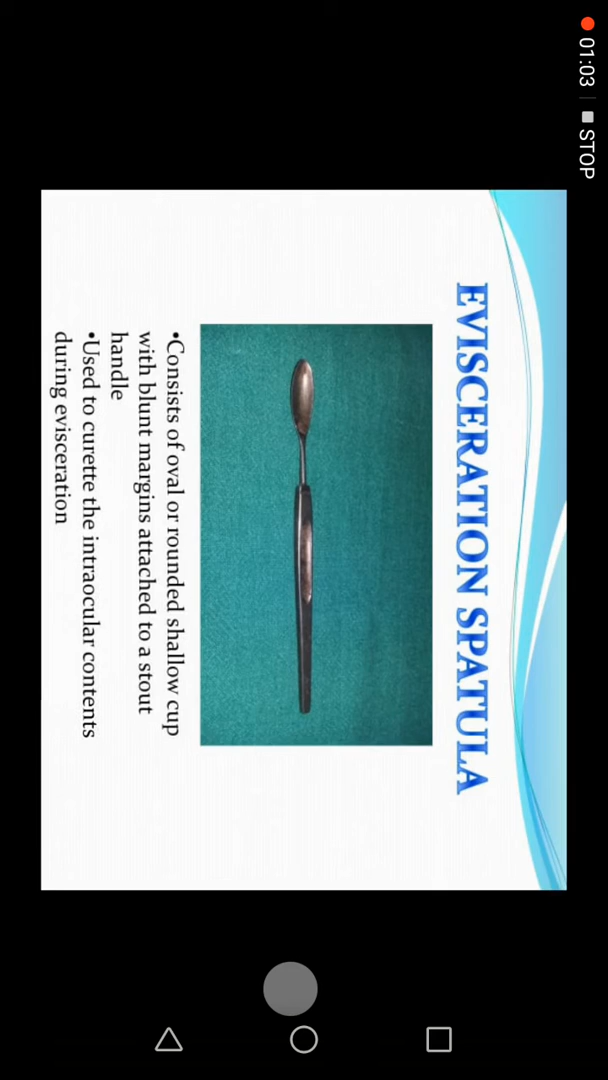 01:03 STOP
EVISCERATION SPATULA
•Consists of oval or rounded shallow cup
with blunt margins attached to a stout
handle
•Used to curette the intraocular contents
during evisceration